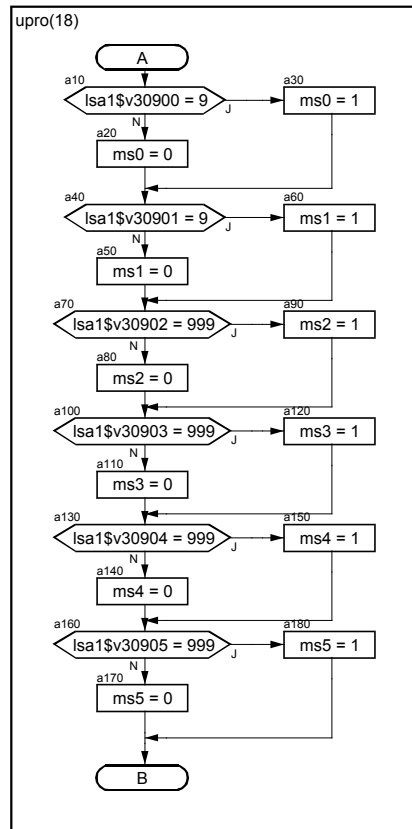 upro(18)
A
a10
lsa1$v30900 = 9
J
a30
ms0 = 1
N
a20
ms0 = 0
a40
lsa1$v30901 = 9
J
a60
ms1 = 1
N
a50
ms1 = 0
a70
lsa1$v30902 = 999
J
a90
ms2 = 1
N
a80
ms2 = 0
a100
lsa1$v30903 = 999
J
a120
ms3 = 1
N
a110
ms3 = 0
a130
lsa1$v30904 = 999
J
a150
ms4 = 1
N
a140
ms4 = 0
a160
lsa1$v30905 = 999
J
a180
ms5 = 1
N
a170
ms5 = 0
B